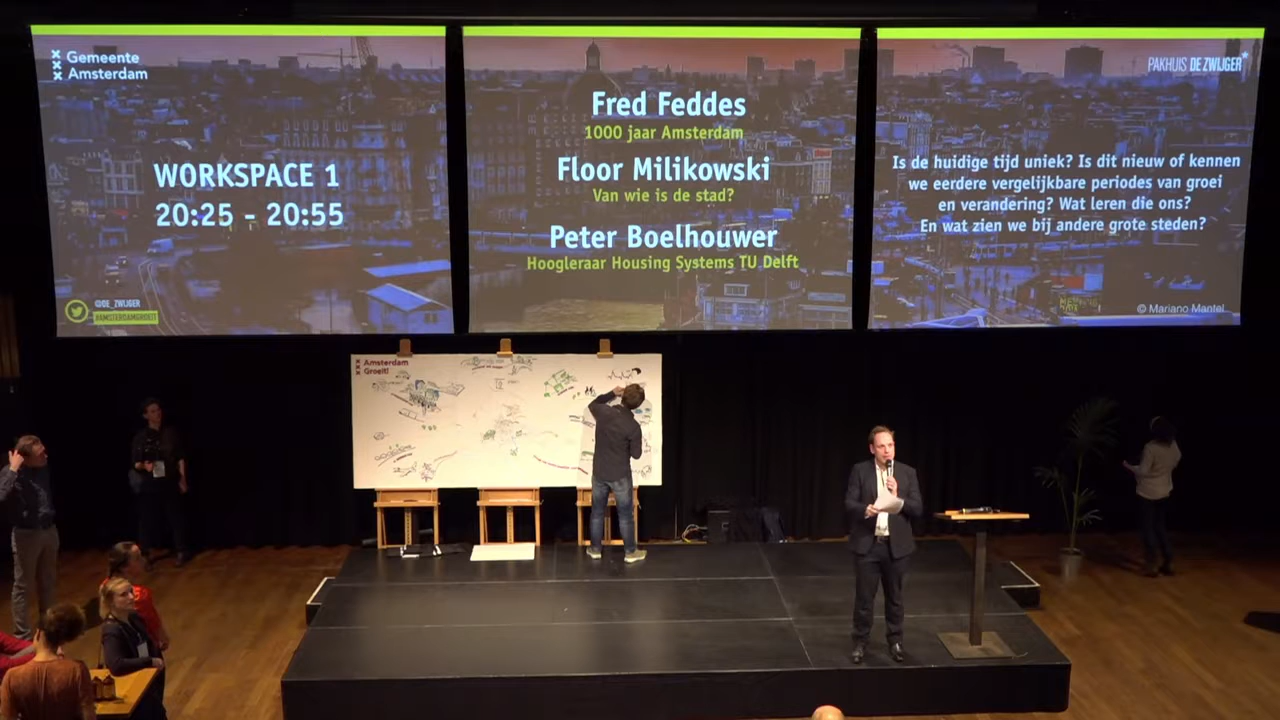 Gemeente
Amsterdam
WORKSPACE 1
20:25 - 20:55
@DE_ZWIJGER
#AMSTERDAMGROEIT
Fred Feddes
1000 jaar Amsterdam
Floor Milikowski
Van wie is de stad?
Peter Boelhouwer
Hoogleraar Housing Systems TU Delft
PAKHUIS DE ZWIJGER
Is de huidige tijd uniek? Is dit nieuw of kennen
we eerdere vergelijkbare periodes van groei
en verandering? Wat leren die ons?
En wat zien we bij andere grote steden?
© Mariano Mantel
Amsterdam
Groeit!